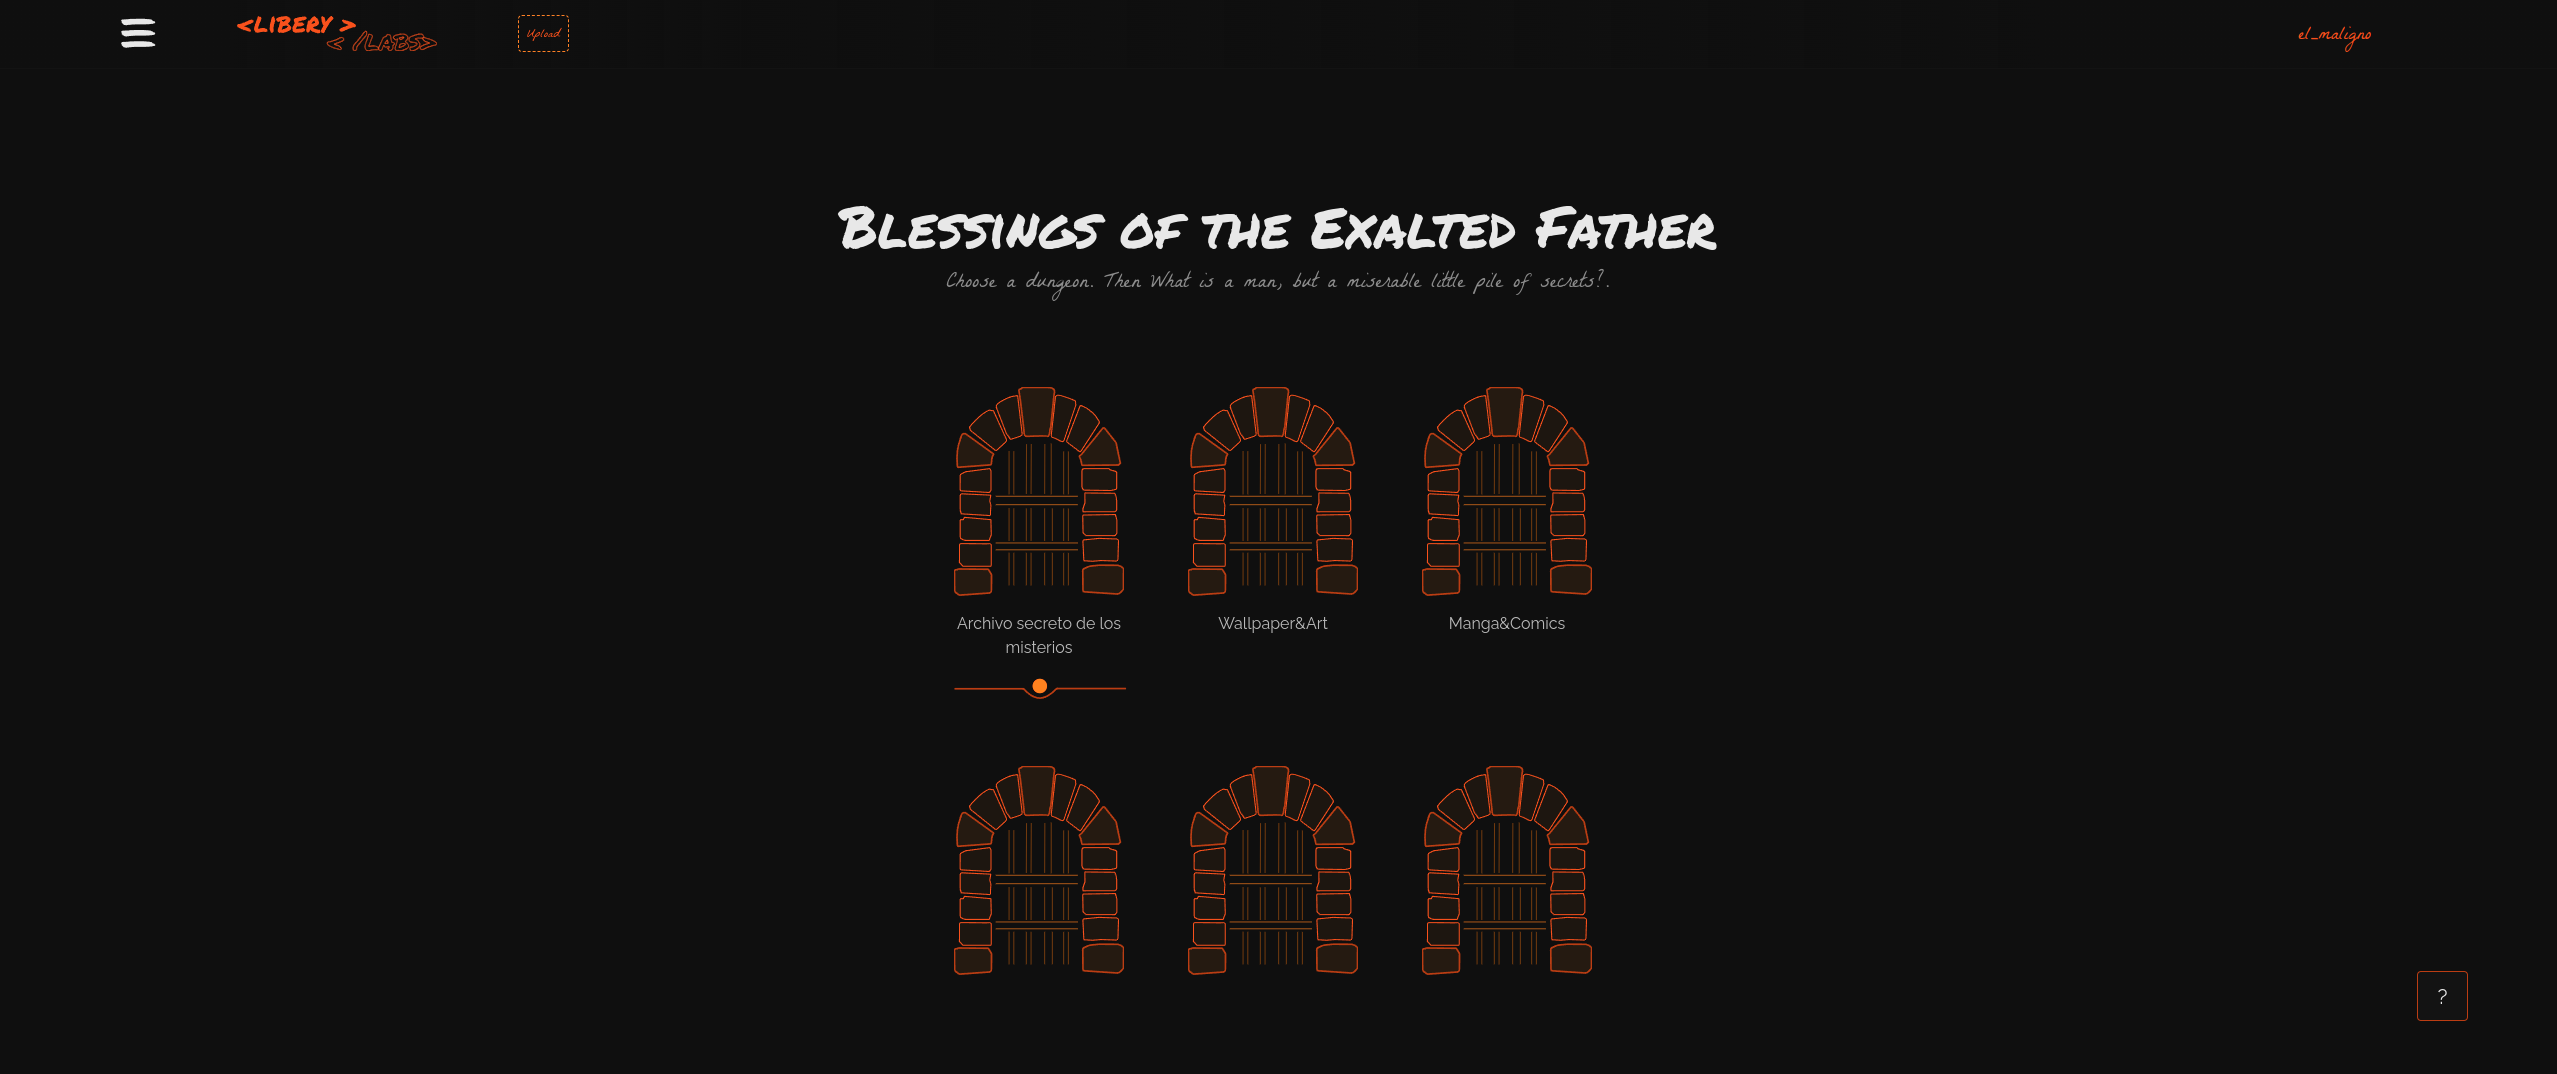 <LIBERY >
< /LABS>
Upload
el_maligno
Blessings of the Exalted Father
Choose a dungeon. Then What is a man, but a miserable little pile of secrets?.
Archivo secreto de los
misterios
Wallpaper&Art
Manga&Comics
?